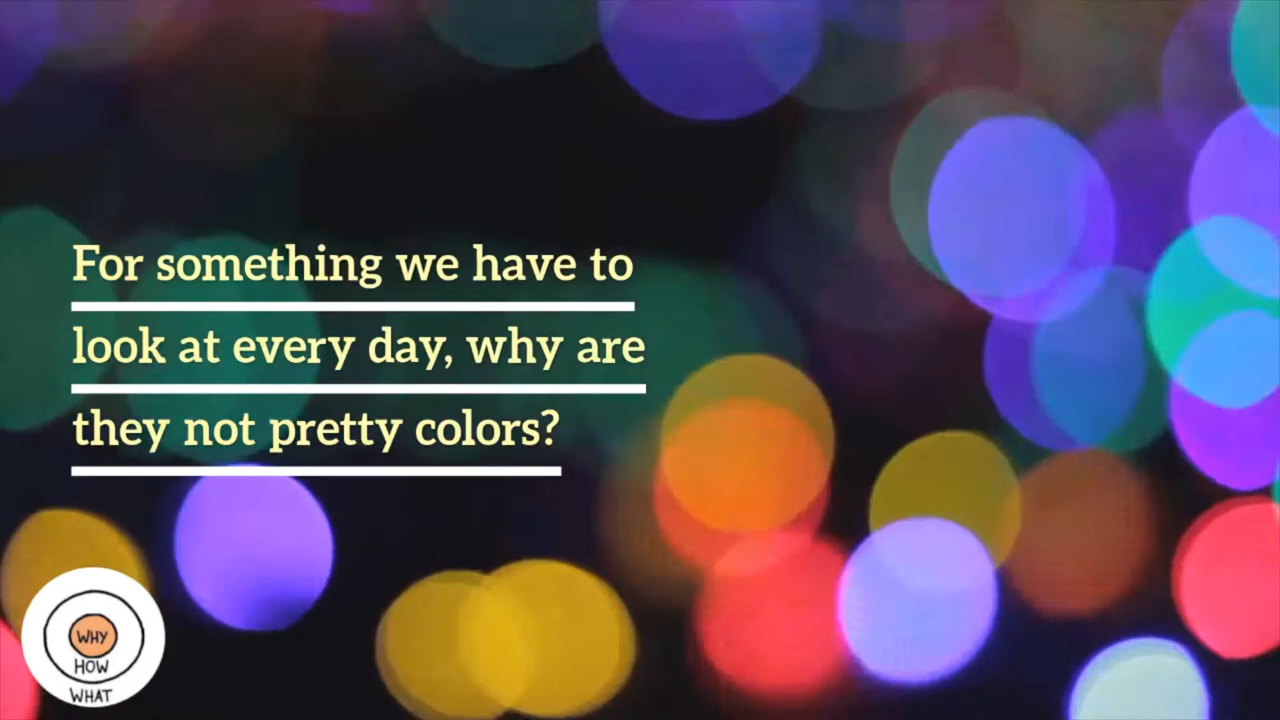 For something we have to
look at every day, why are
they not pretty colors?
WHY
HOW
WHAT